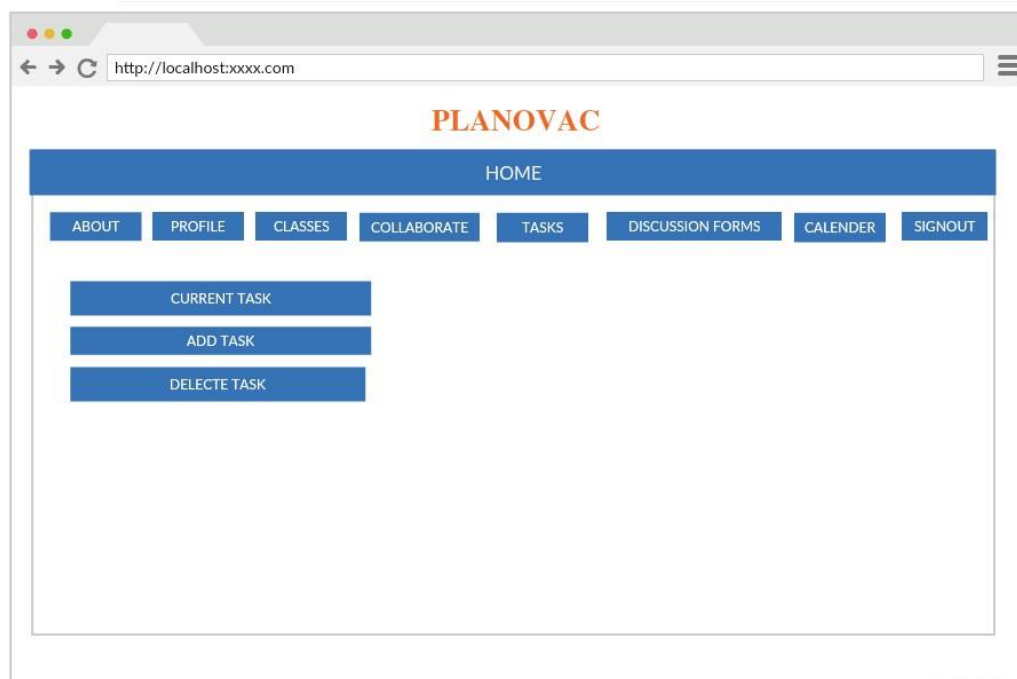 http://localhost:xxxx.com
PLANOVAC
HOME
ABOUT PROFILE CLASSES COLLABORATE TASKS DISCUSSION FORMS CALENDER SIGNOUT
CURRENT TASK
ADD TASK
DELECTE TASK